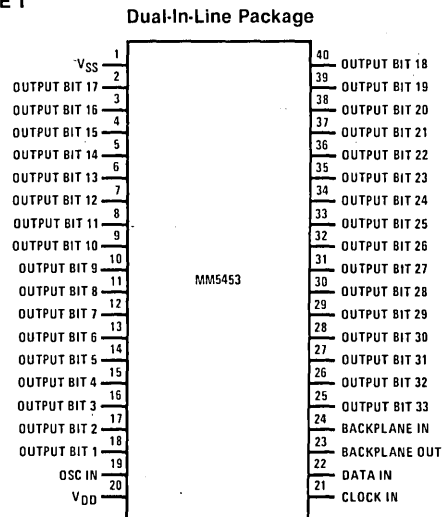 Dual-In-Line Package
1
VSS
2
OUTPUT BIT 17
3
OUTPUT BIT 16
4
OUTPUT BIT 15
5
OUTPUT BIT 14
6
OUTPUT BIT 13
7
OUTPUT BIT 12
8
OUTPUT BIT 11
9
OUTPUT BIT 10
10
OUTPUT BIT 9
11
OUTPUT BIT 8
12
OUTPUT BIT 7
13
OUTPUT BIT 6
14
OUTPUT BIT 5
15
OUTPUT BIT 4
16
OUTPUT BIT 3
17
OUTPUT BIT 2
18
OUTPUT BIT 1
19
OSC IN
20
VDD
MM5453
40
OUTPUT BIT 18
39
OUTPUT BIT 19
38
OUTPUT BIT 20
37
OUTPUT BIT 21
36
OUTPUT BIT 22
35
OUTPUT BIT 23
34
OUTPUT BIT 24
33
OUTPUT BIT 25
32
OUTPUT BIT 26
31
OUTPUT BIT 27
30
OUTPUT BIT 28
29
OUTPUT BIT 29
28
OUTPUT BIT 30
27
OUTPUT BIT 31
26
OUTPUT BIT 32
25
OUTPUT BIT 33
24
BACKPLANE IN
23
BACKPLANE OUT
22
DATA IN
21
CLOCK IN